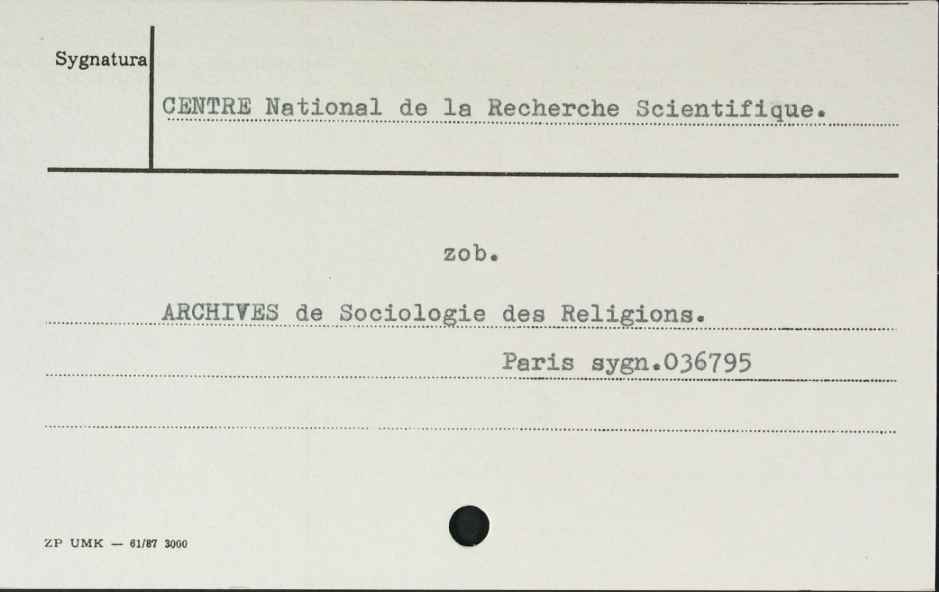 Sygnatura
CENTRE National de la Recherche Scientifique.
zob.
ARCHIVES de Sociologie des Religions.
Paris sygn.036795
ZP UMK — 61/87 3000